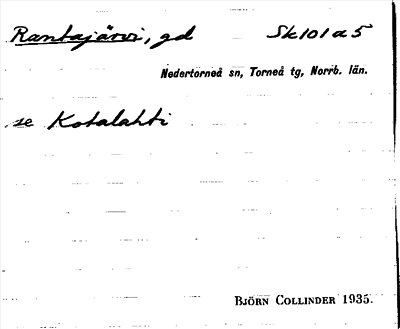 Rantajärvi, gd Sk101a5
Nedertorneå sn, Torneå tg, Norrb. län.
se Kotalahti
BJÖRN COLLINDER 1935.